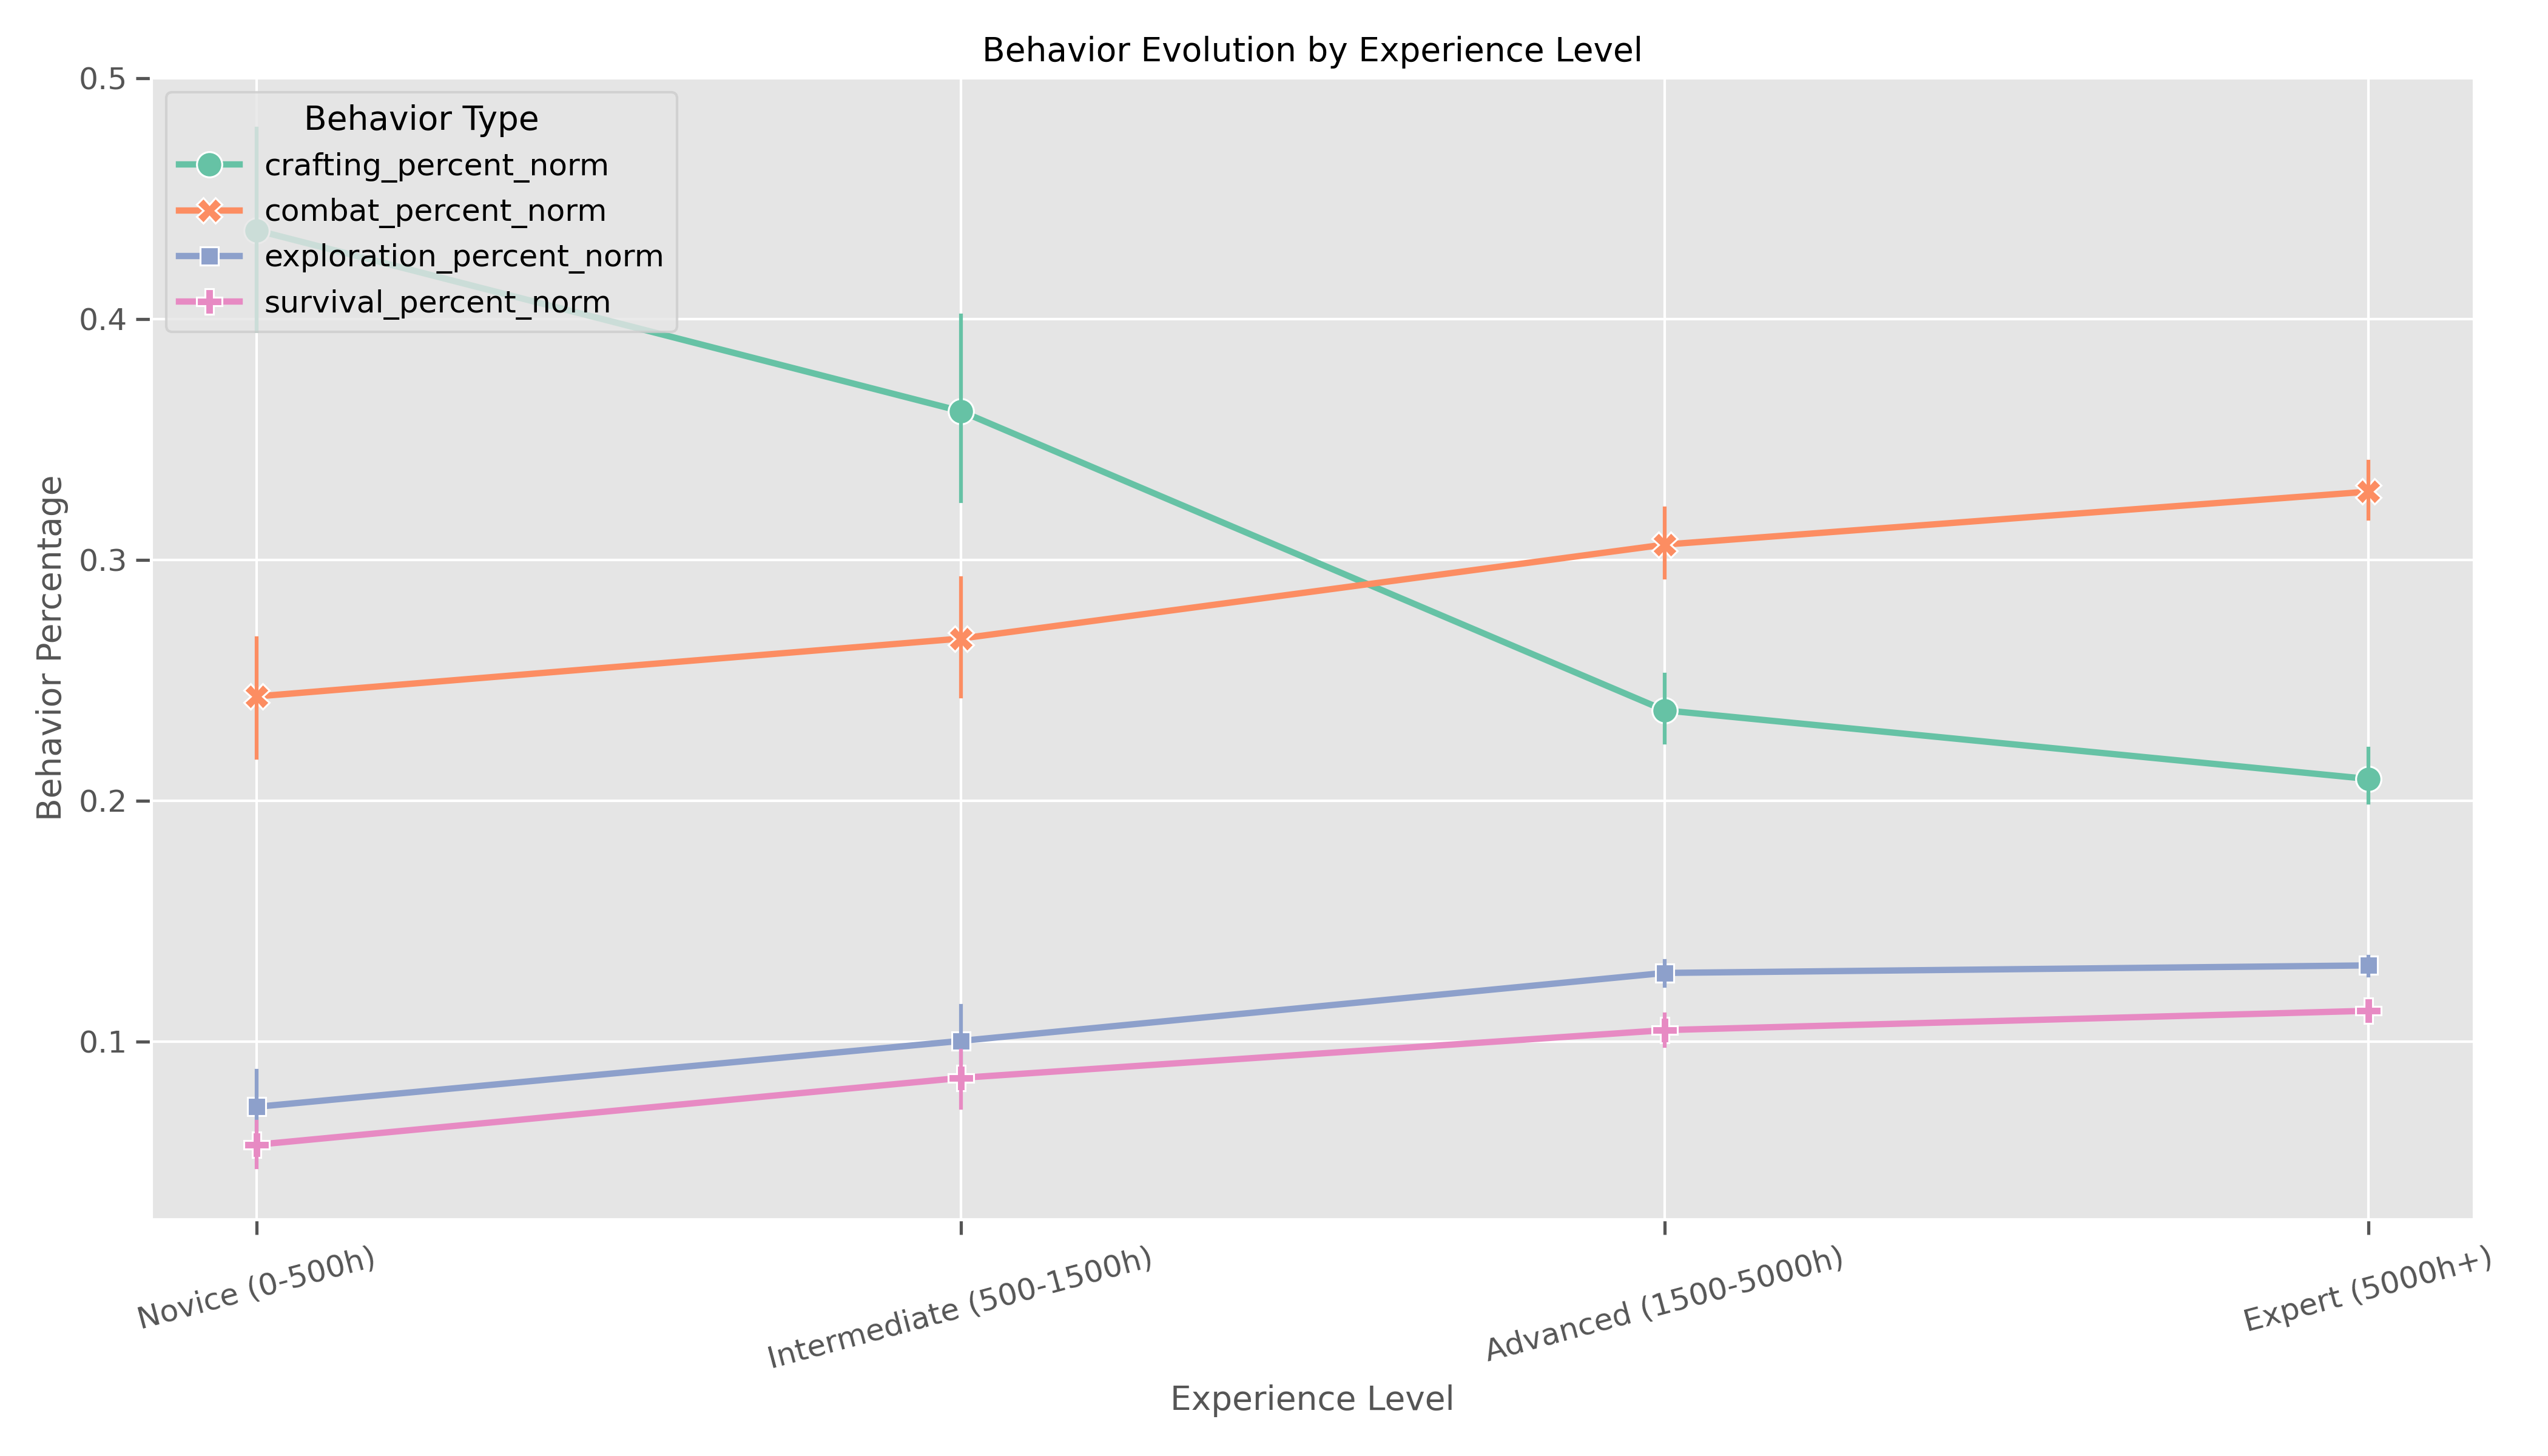 Behavior Evolution by Experience Level
0.5
0.4
0.3
0.2
0.1
Behavior Percentage
Behavior Type
crafting_percent_norm
combat_percent_norm
exploration_percent_norm
survival_percent_norm
Novice (0-500h)
Intermediate (500-1500h)
Advanced (1500-5000h)
Expert (5000h+)
Experience Level